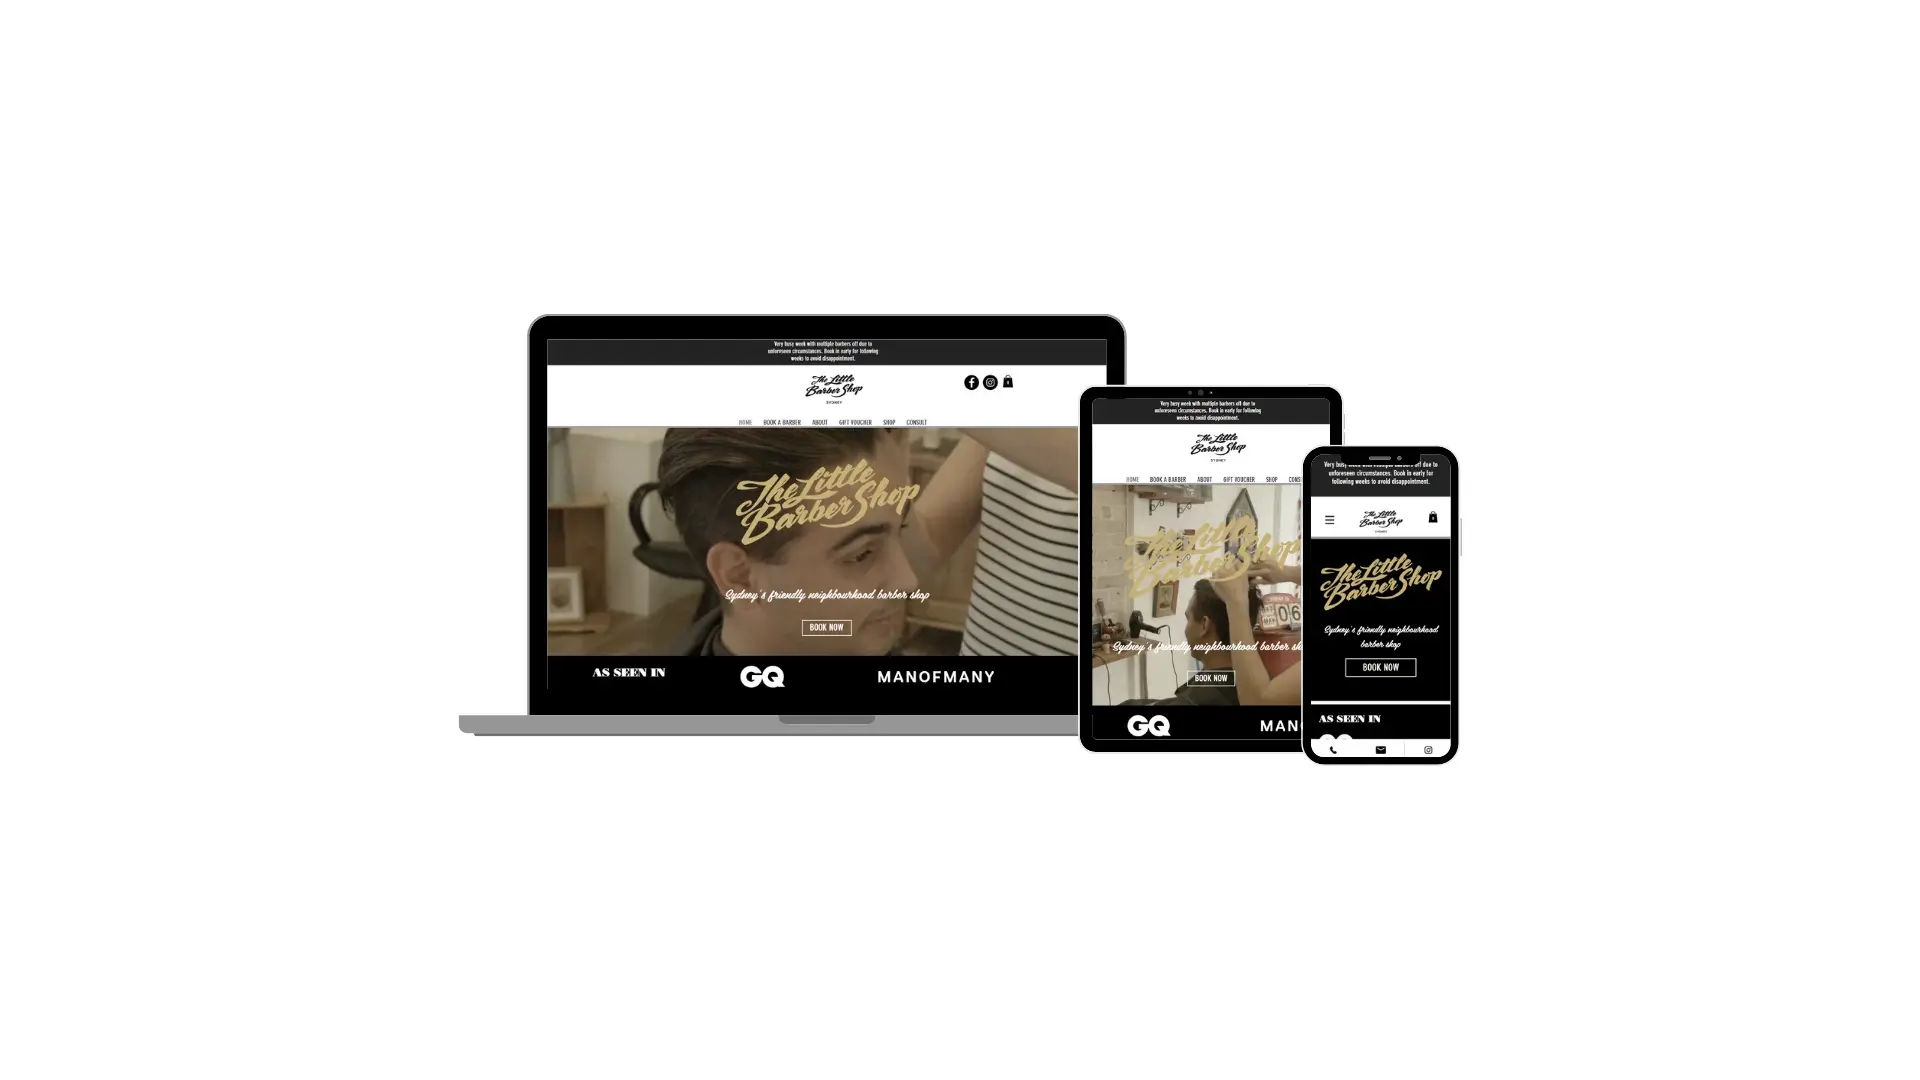 Very busy week with multiple barbers off due to
unforeseen circumstances. Book in early for following
weeks to avoid disappointment.
The Little
Barber Shop
SYDNEY
HOME BOOK A BARBER ABOUT GIFT VOUCHER SHOP CONSULT
The Little
Barber Shop
Sydney's friendly neighbourhood barber shop
BOOK NOW
AS SEEN IN GQ MANOFMANY
Very busy week with multiple barbers off due to
unforeseen circumstances. Book in early for following
weeks to avoid disappointment.
The Little
Barber Shop
SYDNEY
HOME BOOK A BARBER ABOUT GIFT VOUCHER SHOP CONS
The Little
Barber Shop
06
Sydney's friendly neighbourhood barber sh
BOOK NOW
GQ MAN
Very busy week with multiple barbers off due to
unforeseen circumstances. Book in early for
following weeks to avoid disappointment.
The Little
Barber Shop
SYDNEY
The Little
Barber Shop
Sydney's friendly neighbourhood
barber shop
BOOK NOW
AS SEEN IN